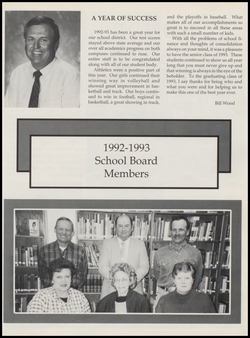 A YEAR OF SUCCESS
1992-93 has been a great year for
our school district. Our test scores
stayed above state average and our
over all academics progress on both
campuses continued to rose. Our
entire staff is to be congratulated
along with all of our student body.
Athletics were a positive part of
this year. Our girls continued their
winning way in volleyball and
showed great improvement in bas-
ketball and track. Our boys contin-
ued to win in football, regional in
basketball, a great showing in track,
and the playoffs in baseball. What
makes all of our accomplishments so
great is to succeed in all these areas
with such a small number of kids.
With all the problems of school fi-
nance and thoughts of consolidation
always on your mind, it was a pleasure to
have the senior class of 1993. These
students continued to show us all year
long that you must never give up and
that winning is always in the eye of the
beholder. To the graduating class of
1993, I say thanks for being who and
what you were and for helping us to
make this one of the best year ever.
Bill Wood
1992-1993
School Board
Members